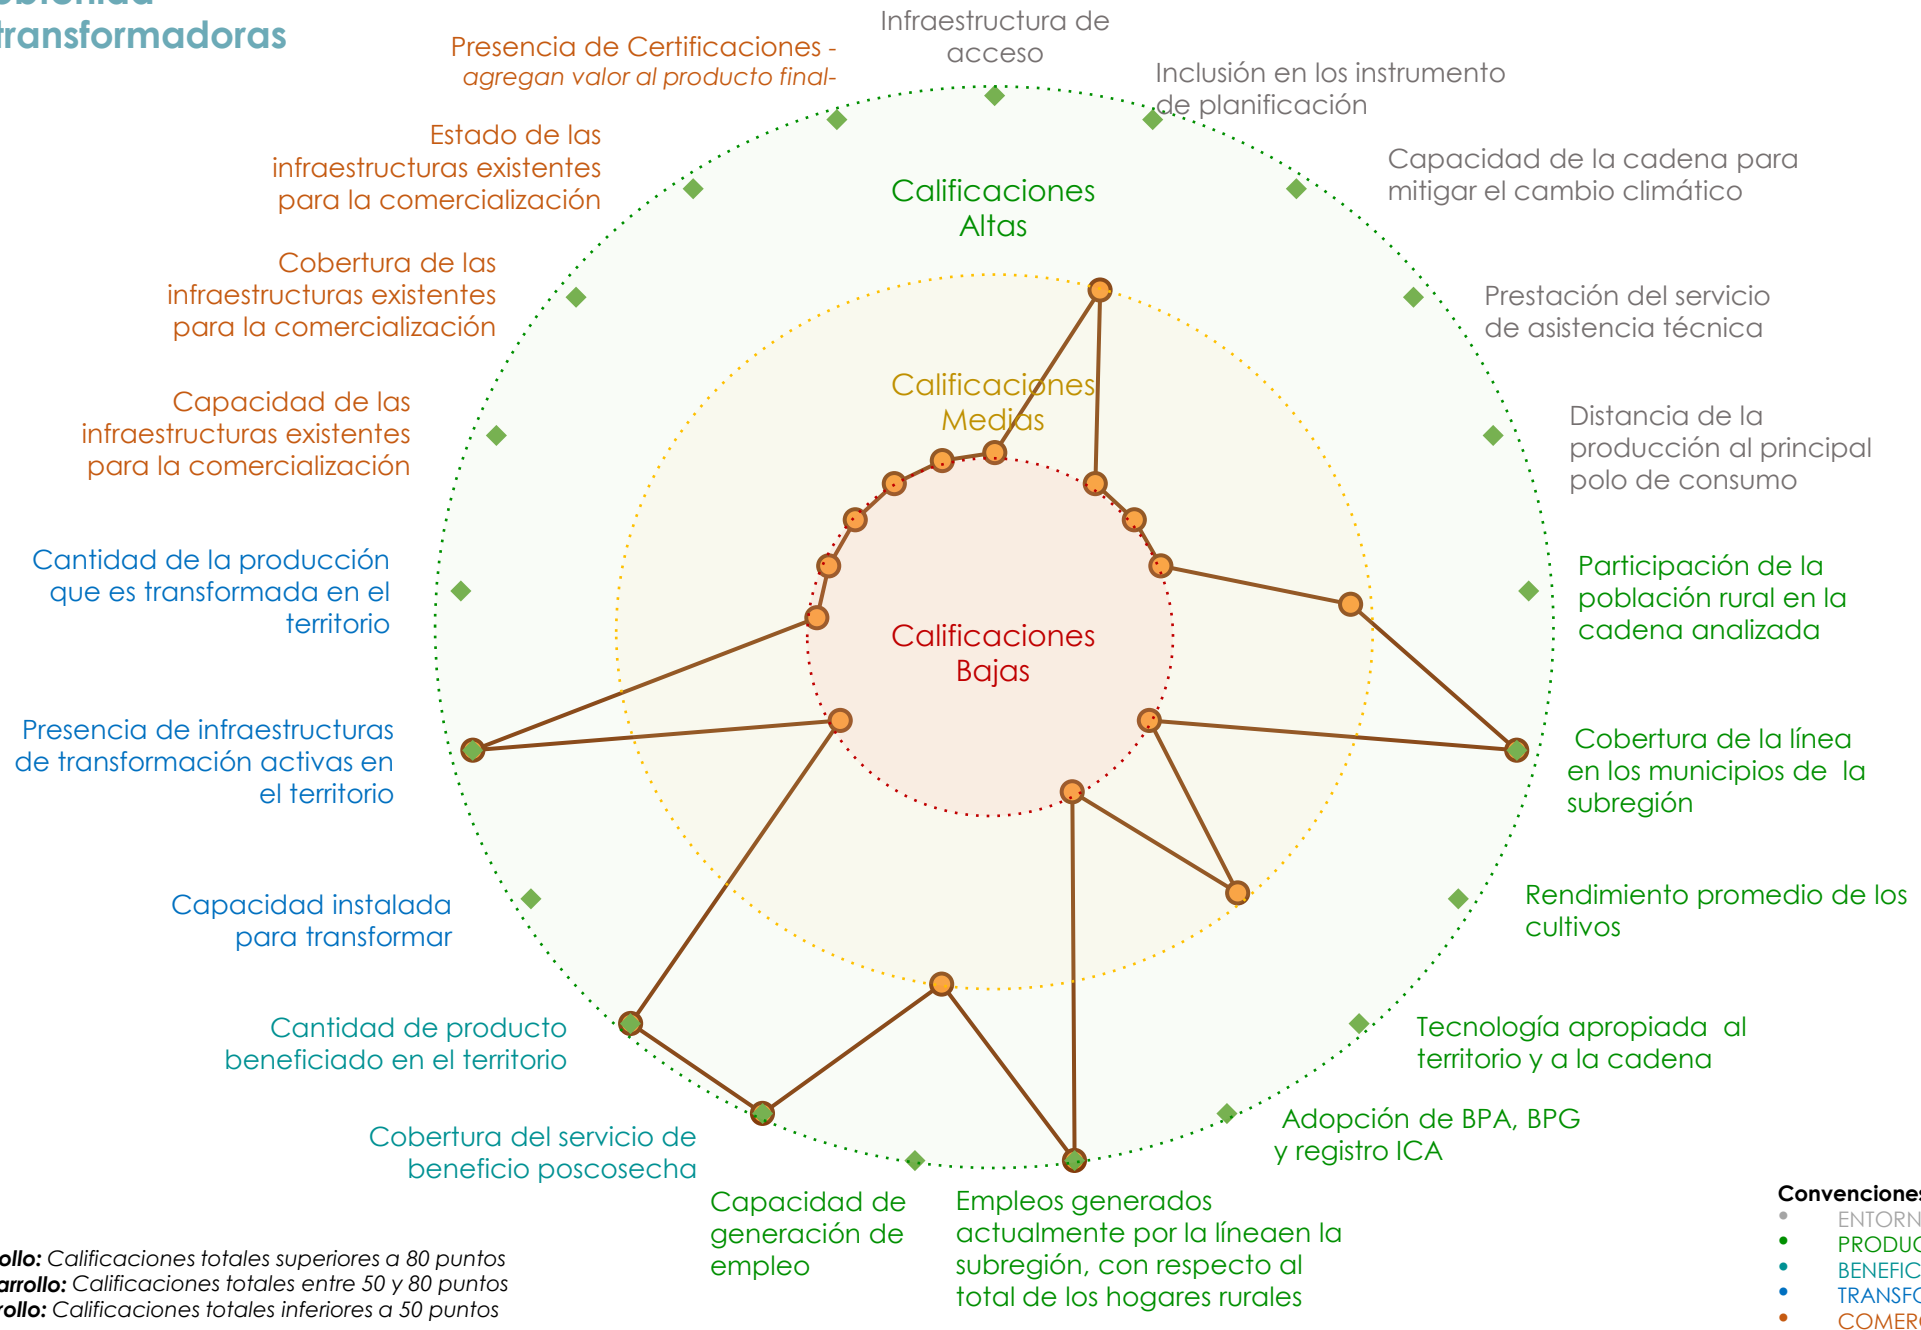 transformadoras
Infraestructura de
acceso
Presencia de Certificaciones -
agregan valor al producto final-
Inclusión en los instrumento
de planificación
Estado de las
infraestructuras existentes
para la comercialización
Capacidad de la cadena para
mitigar el cambio climático
Calificaciones
Altas
Cobertura de las
infraestructuras existentes
para la comercialización
Prestación del servicio
de asistencia técnica
Calificaciones
Medias
Capacidad de las
infraestructuras existentes
para la comercialización
Distancia de la
producción al principal
polo de consumo
Cantidad de la producción
que es transformada en el
territorio
Participación de la
población rural en la
cadena analizada
Calificaciones
Bajas
Presencia de infraestructuras
de transformación activas en
el territorio
Cobertura de la línea
en los municipios de la
subregión
Capacidad instalada
para transformar
Rendimiento promedio de los
cultivos
Cantidad de producto
beneficiado en el territorio
Tecnología apropiada al
territorio y a la cadena
Cobertura del servicio de
beneficio poscosecha
Adopción de BPA, BPG
y registro ICA
Capacidad de
generación de
empleo
Empleos generados
actualmente por la líneaen la
subregión, con respecto al
total de los hogares rurales
Calificaciones totales superiores a 80 puntos
Calificaciones totales entre 50 y 80 puntos
Calificaciones totales inferiores a 50 puntos
Convenciones